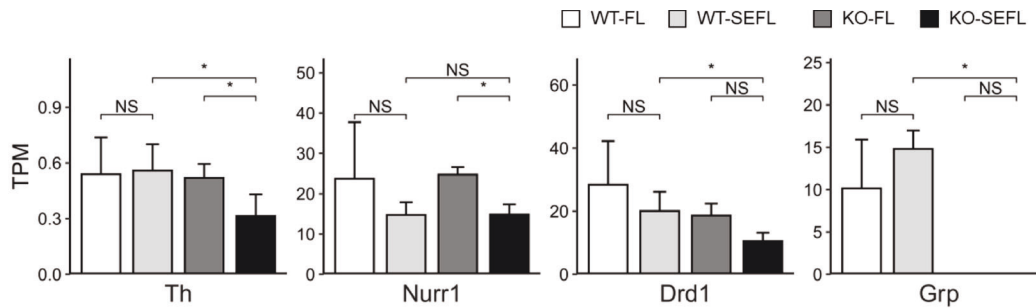 WT-FL WT-SEFL KO-FL KO-SEFL
TPM
0.9
0.6
0.3
0.0
NS
*
*
Th
50
40
30
20
10
0
NS
NS
*
Nurr1
60
40
20
0
NS
*
NS
Drd1
25
20
15
10
5
0
NS
*
NS
Grp